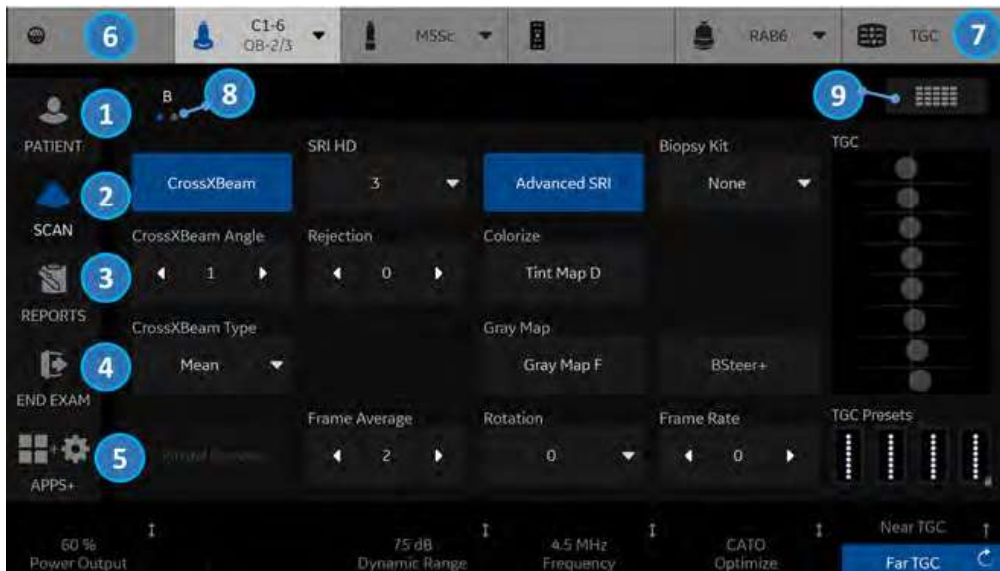 6
C1-6
OB-2/3
M5Sc
RAB6
TGC
7
1
PATIENT
B
8
9
2
SCAN
CrossXBeam
SRI HD
3
Advanced SRI
Biopsy Kit
None
TGC
3
REPORTS
CrossXBeam Angle
1
Rejection
0
Colorize
Tint Map D
4
END EXAM
CrossXBeam Type
Mean
Gray Map
Gray Map F
BSteer+
5
APPS+
Frame Average
2
Rotation
0
Frame Rate
0
TGC Presets
60 %
Power Output
75 dB
Dynamic Range
4.5 MHz
Frequency
CATO
Optimize
Near TGC
Far TGC